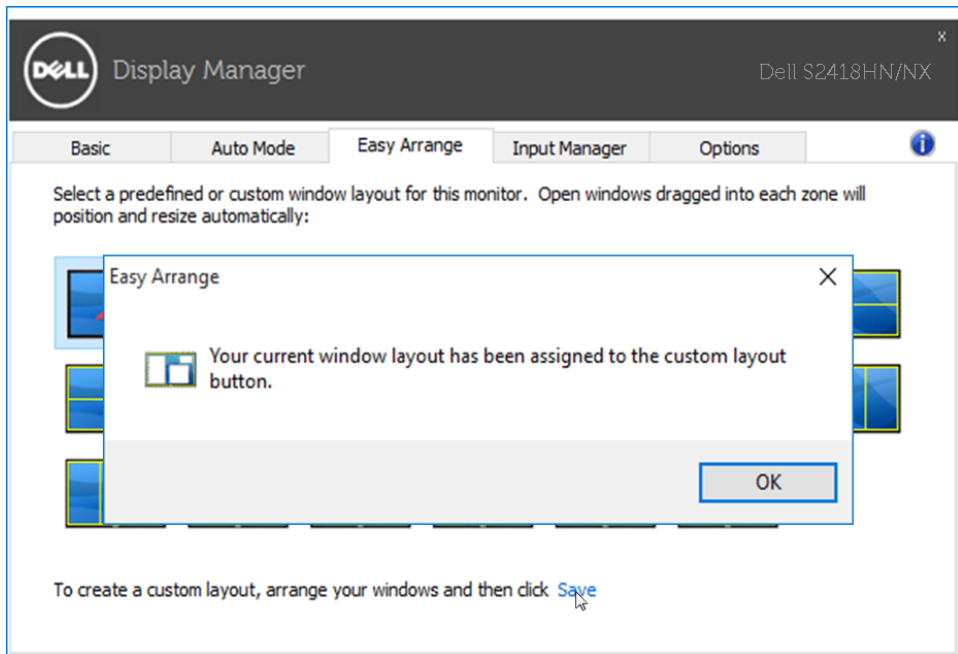 x
DELL
Display Manager
Dell S2418HN/NX
Basic Auto Mode Easy Arrange Input Manager Options
Select a predefined or custom window layout for this monitor. Open windows dragged into each zone will
position and resize automatically:
Easy Arrange
Your current window layout has been assigned to the custom layout
button.
OK
To create a custom layout, arrange your windows and then click Save